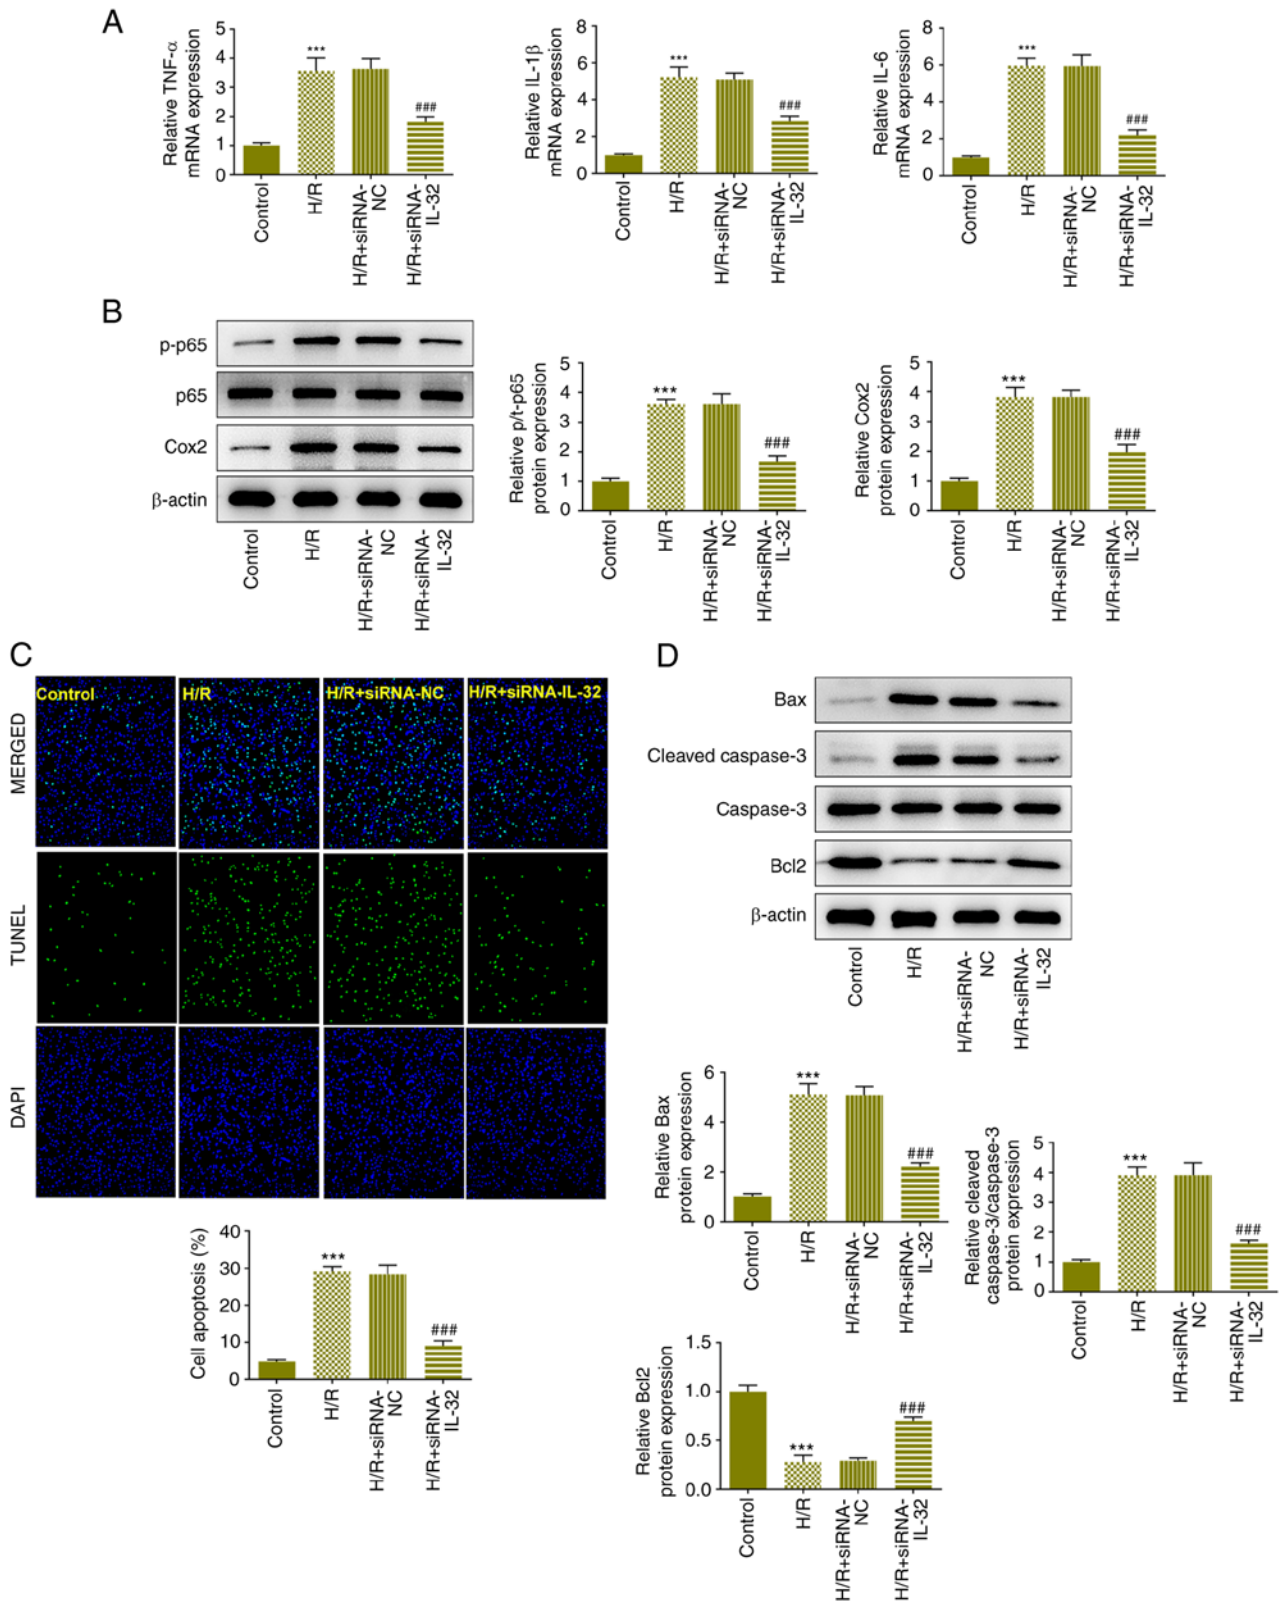 A
Relative TNF-α
mRNA expression
5
4
3
2
1
0
***
###
Control
H/R
H/R+siRNA-
NC
H/R+siRNA-
IL-32
Relative IL-1β
mRNA expression
8
6
4
2
0
***
###
Control
H/R
H/R+siRNA-
NC
H/R+siRNA-
IL-32
Relative IL-6
mRNA expression
8
6
4
2
0
***
###
Control
H/R
H/R+siRNA-
NC
H/R+siRNA-
IL-32
B
p-p65
p65
Cox2
β-actin
Control
H/R
H/R+siRNA-
NC
H/R+siRNA-
IL-32
Relative p/t-p65
protein expression
5
4
3
2
1
0
***
###
Control
H/R
H/R+siRNA-
NC
H/R+siRNA-
IL-32
Relative Cox2
protein expression
5
4
3
2
1
0
***
###
Control
H/R
H/R+siRNA-
NC
H/R+siRNA-
IL-32
C
Control
H/R
H/R+siRNA-NC
H/R+siRNA-IL-32
MERGED
TUNEL
DAPI
Cell apoptosis (%)
40
30
20
10
0
***
###
Control
H/R
H/R+siRNA-
NC
H/R+siRNA-
IL-32
D
Bax
Cleaved caspase-3
Caspase-3
Bcl2
β-actin
Control
H/R
H/R+siRNA-
NC
H/R+siRNA-
IL-32
Relative Bax
protein expression
6
4
2
0
***
###
Control
H/R
H/R+siRNA-
NC
H/R+siRNA-
IL-32
Relative cleaved
caspase-3/caspase-3
protein expression
5
4
3
2
1
0
***
###
Control
H/R
H/R+siRNA-
NC
H/R+siRNA-
IL-32
Relative Bcl2
protein expression
1.5
1.0
0.5
0.0
***
###
Control
H/R
H/R+siRNA-
NC
H/R+siRNA-
IL-32